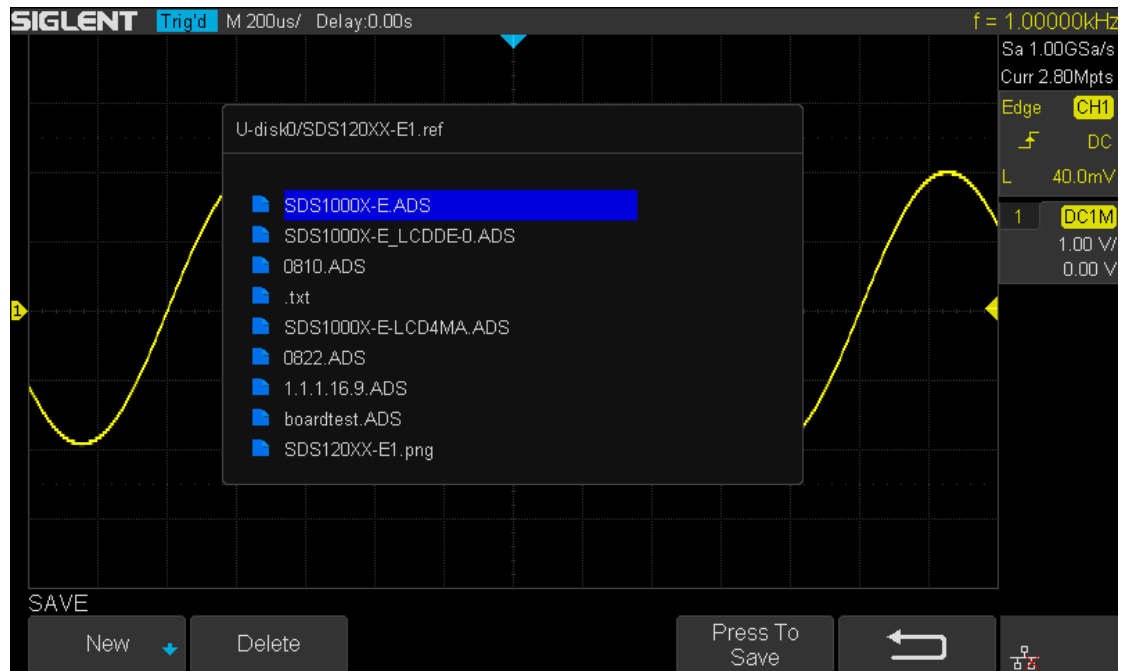 SIGLENT Trig'd M 200us/ Delay:0.00s f = 1.00000kHz
Sa 1.00GSa/s
Curr 2.80Mpts
Edge CH1
DC
L 40.0mV
1 DC1M
1.00 V/
0.00 V
U-disk0/SDS120XX-E1.ref
SDS1000X-E.ADS
SDS1000X-E_LCDDE-0.ADS
0810.ADS
.txt
SDS1000X-E-LCD4MA.ADS
0822.ADS
1.1.1.16.9.ADS
boardtest.ADS
SDS120XX-E1.png
1
SAVE
New Delete Press To
Save